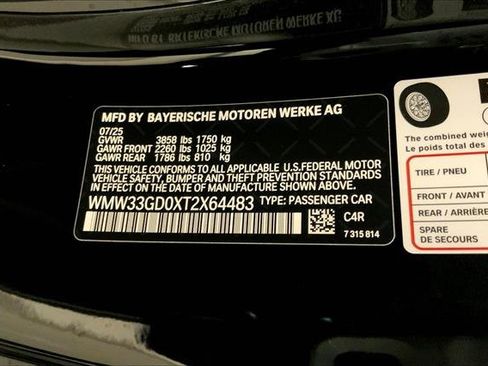 MFD BY BAYERISCHE MOTOREN WERKE AG
07/25
GVWR 3858 lbs 1750 kg
GAWR FRONT 2260 lbs 1025 kg
GAWR REAR 1786 lbs 810 kg
THIS VEHICLE CONFORMS TO ALL APPLICABLE U.S. FEDERAL MOTOR
VEHICLE SAFETY, BUMPER AND THEFT PREVENTION STANDARDS
IN EFFECT ON THE DATE OF MANUFACTURE SHOWN ABOVE.
WMW33GD0XT2X64483 TYPE: PASSENGER CAR
C4R
7 315 814
The combined weig
Le poids total des
TIRE / PNEU
FRONT / AVANT
REAR / ARRIÈRE
SPARE
DE SECOURS